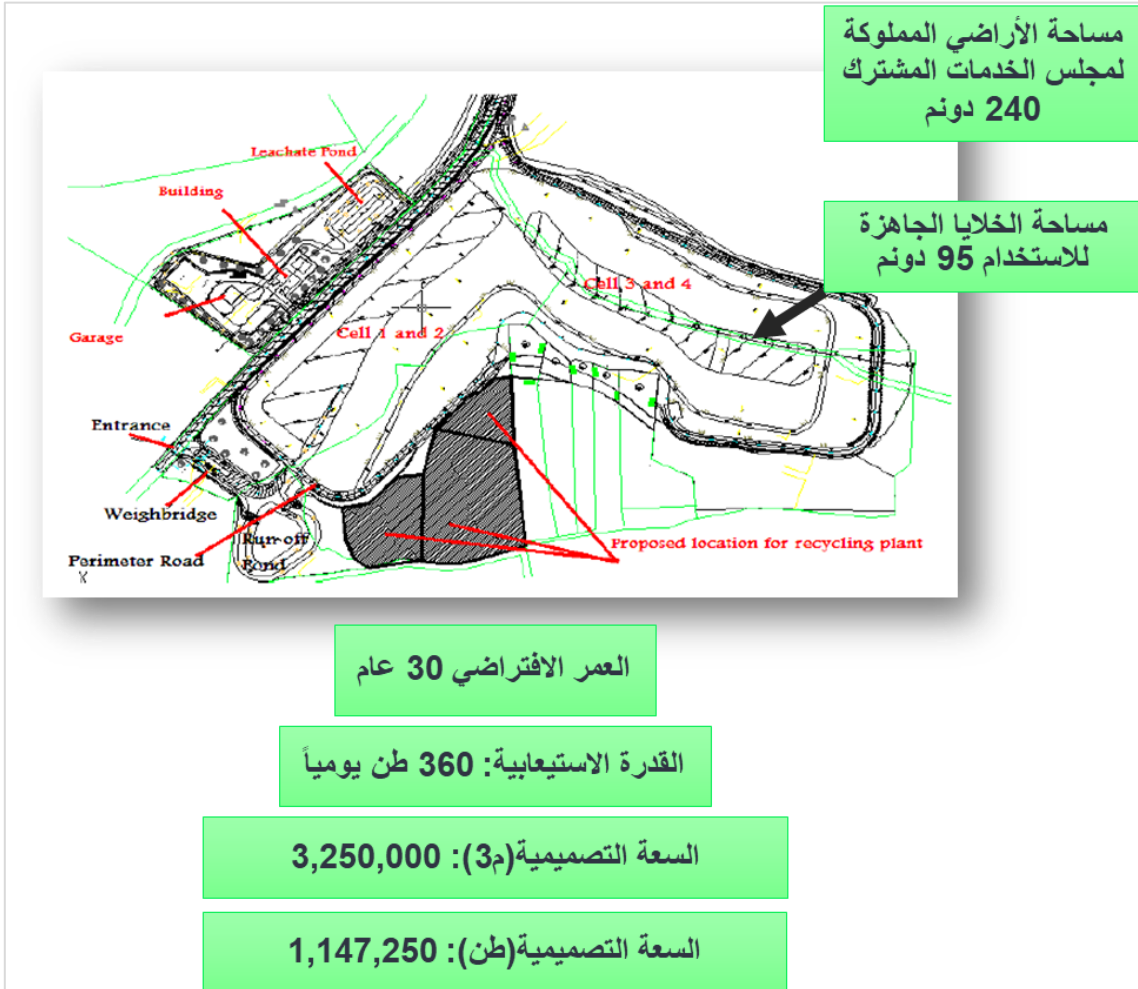 مساحة الأراضي المملوكة
لمجلس الخدمات المشترك
240 دونم
مساحة الخلايا الجاهزة
للاستخدام 95 دونم
Leachate Pond
Building
Garage
Cell 1 and 2
Cell 3 and 4
Entrance
Weighbridge
Perimeter Road
Run-off
Pond
Proposed location for recycling plant
X
العمر الافتراضي 30 عام
القدرة الاستيعابية: 360 طن يومياً
السعة التصميمية(م3): 3,250,000
السعة التصميمية(طن): 1,147,250